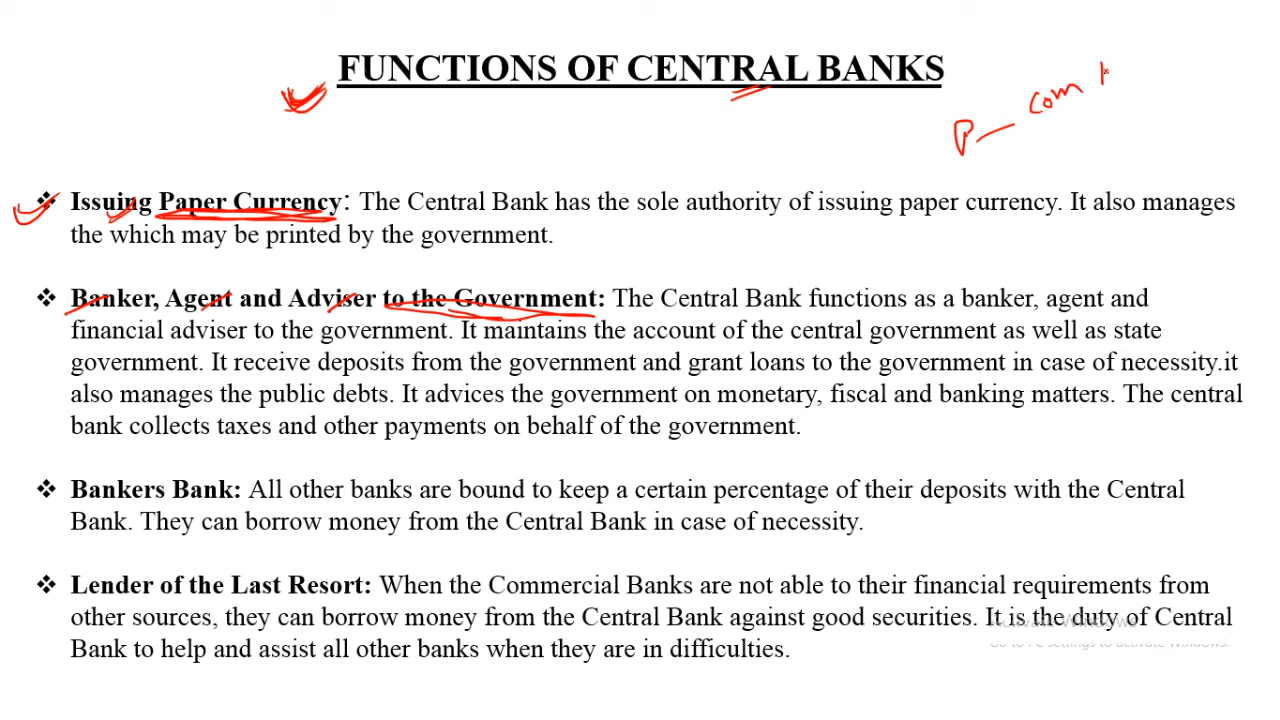 FUNCTIONS OF CENTRAL BANKS
P — com
❖ Issuing Paper Currency: The Central Bank has the sole authority of issuing paper currency. It also manages
the which may be printed by the government.
❖ Banker, Agent and Adviser to the Government: The Central Bank functions as a banker, agent and
financial adviser to the government. It maintains the account of the central government as well as state
government. It receive deposits from the government and grant loans to the government in case of necessity.it
also manages the public debts. It advices the government on monetary, fiscal and banking matters. The central
bank collects taxes and other payments on behalf of the government.
❖ Bankers Bank: All other banks are bound to keep a certain percentage of their deposits with the Central
Bank. They can borrow money from the Central Bank in case of necessity.
❖ Lender of the Last Resort: When the Commercial Banks are not able to their financial requirements from
other sources, they can borrow money from the Central Bank against good securities. It is the duty of Central
Bank to help and assist all other banks when they are in difficulties.
Activate Windows
Go to PC settings to activate Windows.